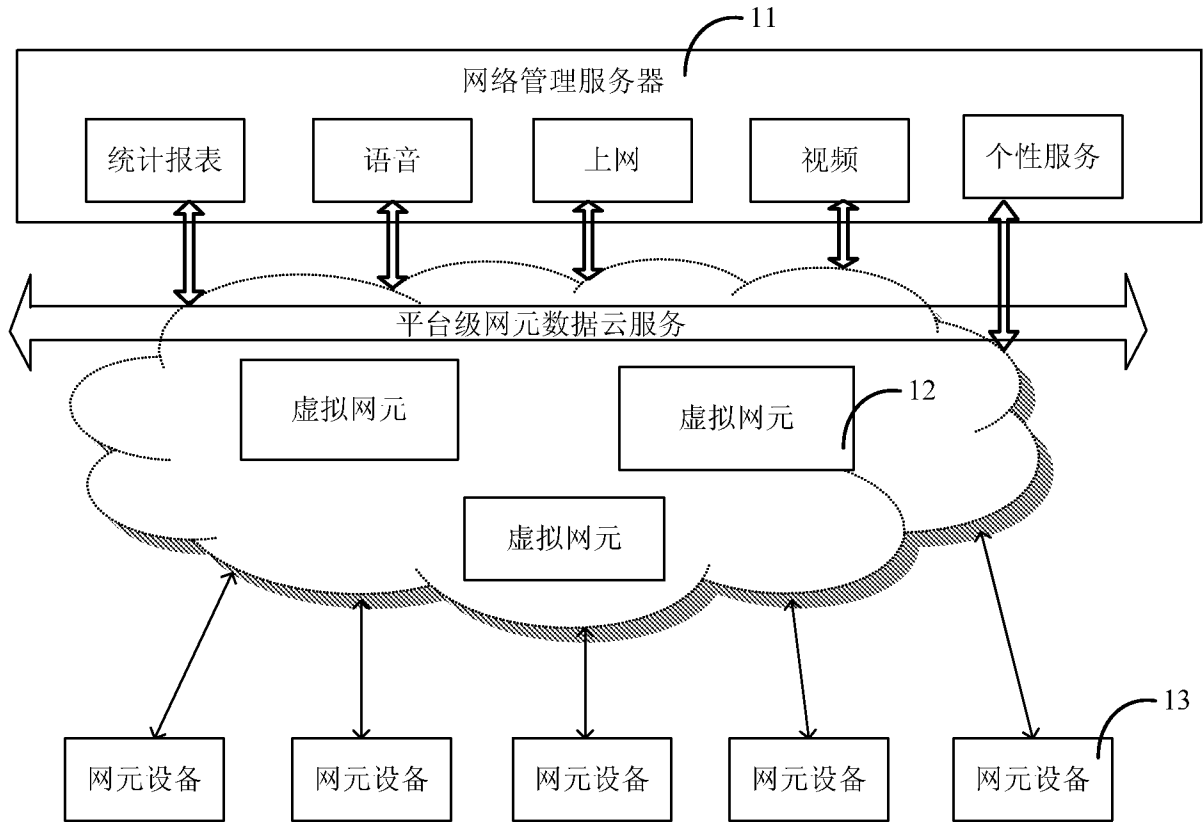 11
网络管理服务器
统计报表
语音
上网
视频
个性服务
平台级网元数据云服务
虚拟网元
虚拟网元
12
虚拟网元
13
网元设备
网元设备
网元设备
网元设备
网元设备